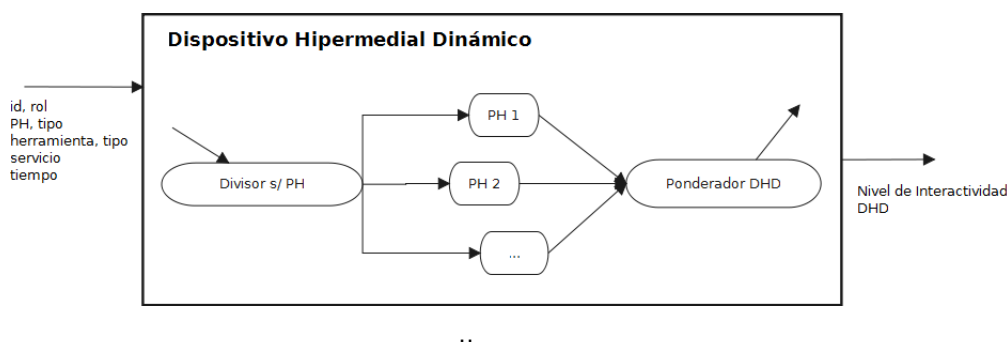 Dispositivo Hipermedial Dinámico
id, rol
PH, tipo
herramienta, tipo
servicio
tiempo
Divisor s/ PH
PH 1
PH 2
...
Ponderador DHD
Nivel de Interactividad
DHD